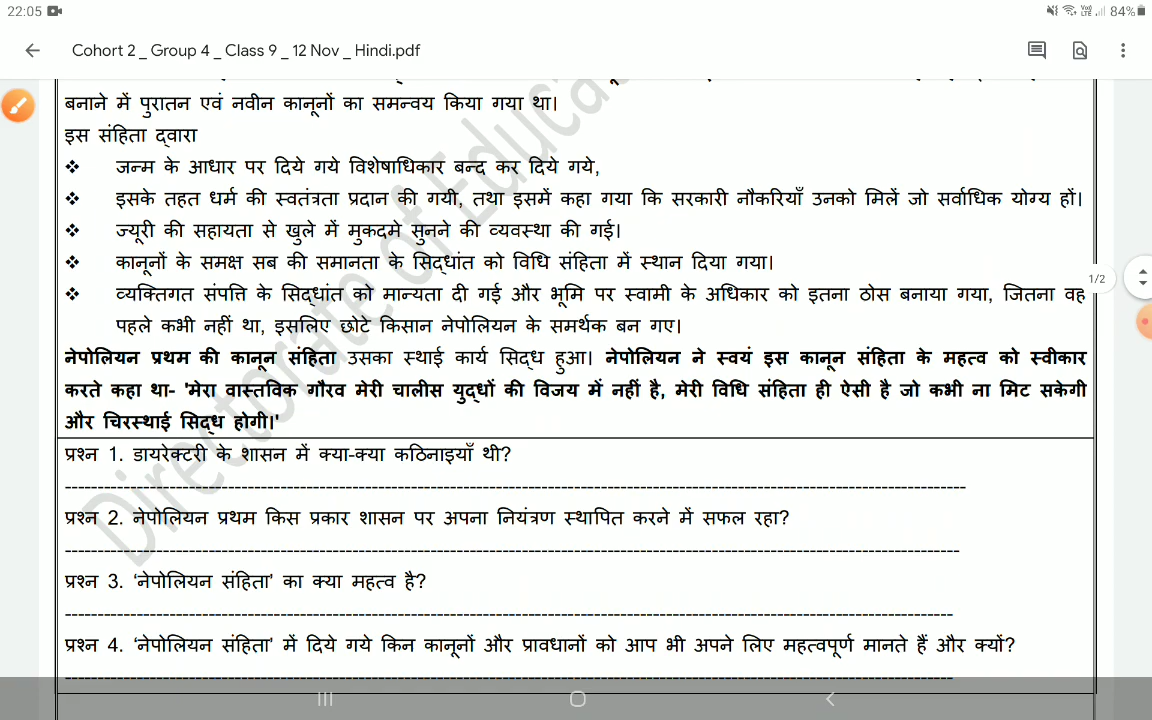 22:05
84%
Cohort 2 _ Group 4 _ Class 9 _ 12 Nov _ Hindi.pdf
बनाने में पुरातन एवं नवीन कानूनों का समन्वय किया गया था।
इस संहिता द्वारा
❖ जन्म के आधार पर दिये गये विशेषाधिकार बन्द कर दिये गये,
❖ इसके तहत धर्म की स्वतंत्रता प्रदान की गयी, तथा इसमें कहा गया कि सरकारी नौकरियाँ उनको मिलें जो सर्वाधिक योग्य हों।
❖ ज्यूरी की सहायता से खुले में मुकदमे सुनने की व्यवस्था की गई।
❖ कानूनों के समक्ष सब की समानता के सिद्धांत को विधि संहिता में स्थान दिया गया।
1/2
❖ व्यक्तिगत संपत्ति के सिद्धांत को मान्यता दी गई और भूमि पर स्वामी के अधिकार को इतना ठोस बनाया गया, जितना वह
पहले कभी नहीं था, इसलिए छोटे किसान नेपोलियन के समर्थक बन गए।
नेपोलियन प्रथम की कानून संहिता उसका स्थाई कार्य सिद्ध हुआ। नेपोलियन ने स्वयं इस कानून संहिता के महत्व को स्वीकार
करते कहा था- 'मेरा वास्तविक गौरव मेरी चालीस युद्धों की विजय में नहीं है, मेरी विधि संहिता ही ऐसी है जो कभी ना मिट सकेगी
और चिरस्थाई सिद्ध होगी।'
प्रश्न 1. डायरेक्टरी के शासन में क्या-क्या कठिनाइयाँ थी?
प्रश्न 2. नेपोलियन प्रथम किस प्रकार शासन पर अपना नियंत्रण स्थापित करने में सफल रहा?
प्रश्न 3. ‘नेपोलियन संहिता' का क्या महत्व है?
प्रश्न 4. ‘नेपोलियन संहिता' में दिये गये किन कानूनों और प्रावधानों को आप भी अपने लिए महत्वपूर्ण मानते हैं और क्यों?
Directorate of Educa